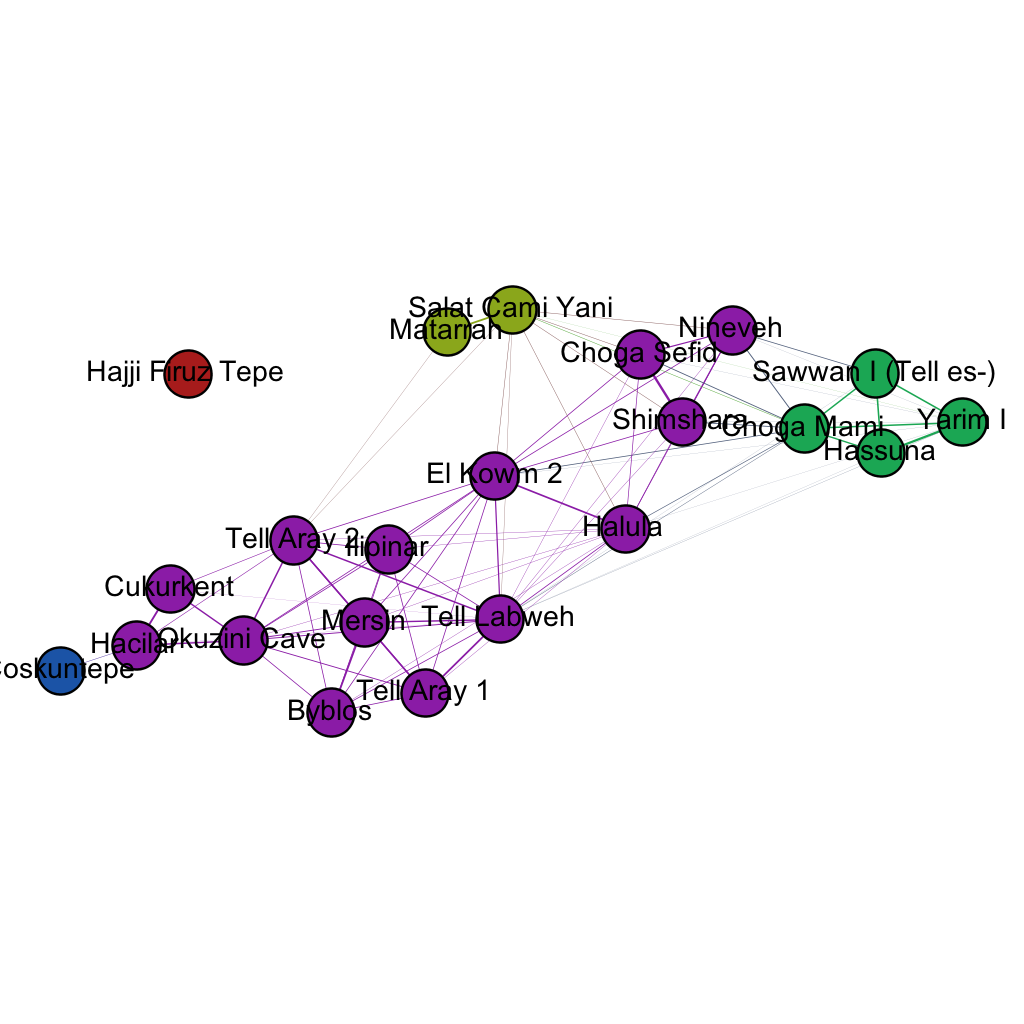 Salat Cami Yani
Matarrah
Nineveh
Choga Sefid
Hajji Firuz Tepe
Sawwan I (Tell es-)
Shimshara
Choga Mami
Yarim I
Hassuna
El Kowm 2
Halula
Tell Aray 2
Ilipinar
Cukurkent
Tell Labweh
Mersin
Okuzini Cave
Hacilar
Coskuntepe
Tell Aray 1
Byblos